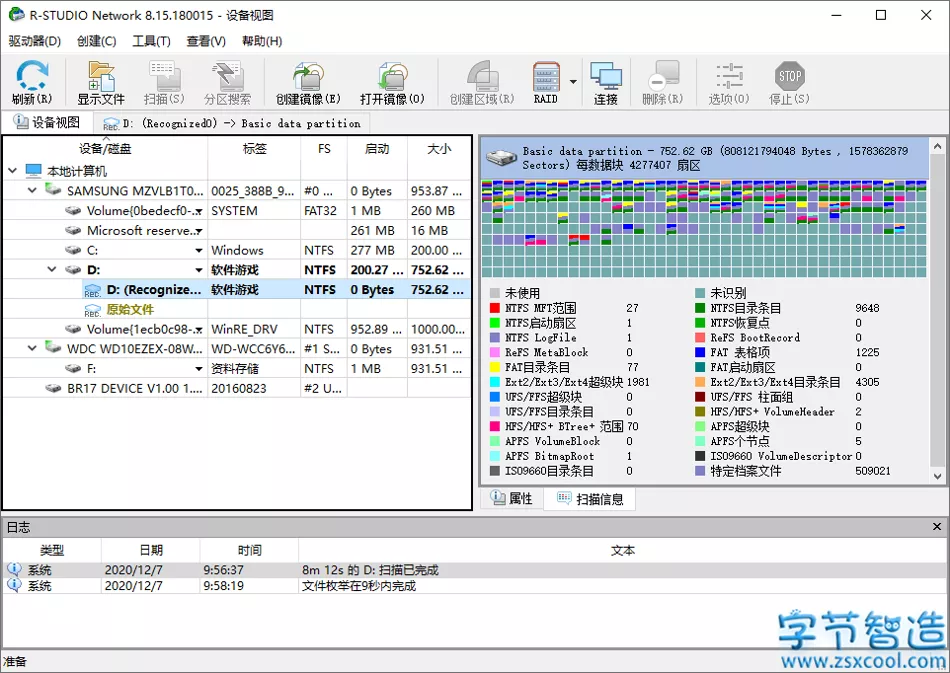 R-STUDIO Network 8.15.180015 - 设备视图
驱动器(D) 创建(C) 工具(T) 查看(V) 帮助(H)
刷新(R) 显示文件 扫描(S) 分区搜索 创建镜像(E) 打开镜像(O) 创建区域(R) RAID 连接 删除(R) 选项(O) 停止(S)
STOP
设备视图 REC. D: (Recognized0) -> Basic data partition
设备/磁盘 标签 FS 启动 大小
本地计算机
SAMSUNG MZVLB1T0... 0025_388B_9... #0 ... 0 Bytes 953.87 ...
Volume{0bedecf0-... SYSTEM FAT32 1 MB 260 MB
Microsoft reserve... 261 MB 16 MB
C: Windows NTFS 277 MB 200.00 ...
D: 软件游戏 NTFS 200.27 ... 752.62 ...
REC. D: (Recognize... 软件游戏 NTFS 0 Bytes 752.62 ...
REC. 原始文件
Volume{1ecb0c98-... WinRE_DRV NTFS 952.89 ... 1000.00...
WDC WD10EZEX-08W... WD-WCC6Y6... #1 S... 0 Bytes 931.51 ...
F: 资料存储 NTFS 1 MB 931.51 ...
BR17 DEVICE V1.00 1.... 20160823 #2 U...
Basic data partition - 752.62 GB (808121794048 Bytes , 1578362879
Sectors) 每数据块 4277407 扇区
未使用 未识别
NTFS MFT范围 27 NTFS目录条目 9648
NTFS启动扇区 1 NTFS恢复点 0
NTFS LogFile 1 ReFS BootRecord 0
ReFS MetaBlock 0 FAT 表格项 1225
FAT目录条目 77 FAT启动扇区 0
Ext2/Ext3/Ext4超级块 1981 Ext2/Ext3/Ext4目录条目 4305
UFS/FFS超级块 0 UFS/FFS 柱面组 0
UFS/FFS目录条目 0 HFS/HFS+ VolumeHeader 2
HFS/HFS+ BTree+ 范围 70 APFS超级块 0
APFS VolumeBlock 0 APFS个节点 5
APFS BitmapRoot 1 ISO9660 VolumeDescriptor 0
ISO9660目录条目 0 特定档案文件 509021
属性 扫描信息
日志
类型 日期 时间 文本
系统 2020/12/7 9:56:37 8m 12s 的 D: 扫描已完成
系统 2020/12/7 9:58:19 文件枚举在9秒内完成
准备
字节智造
www.zsxcool.com